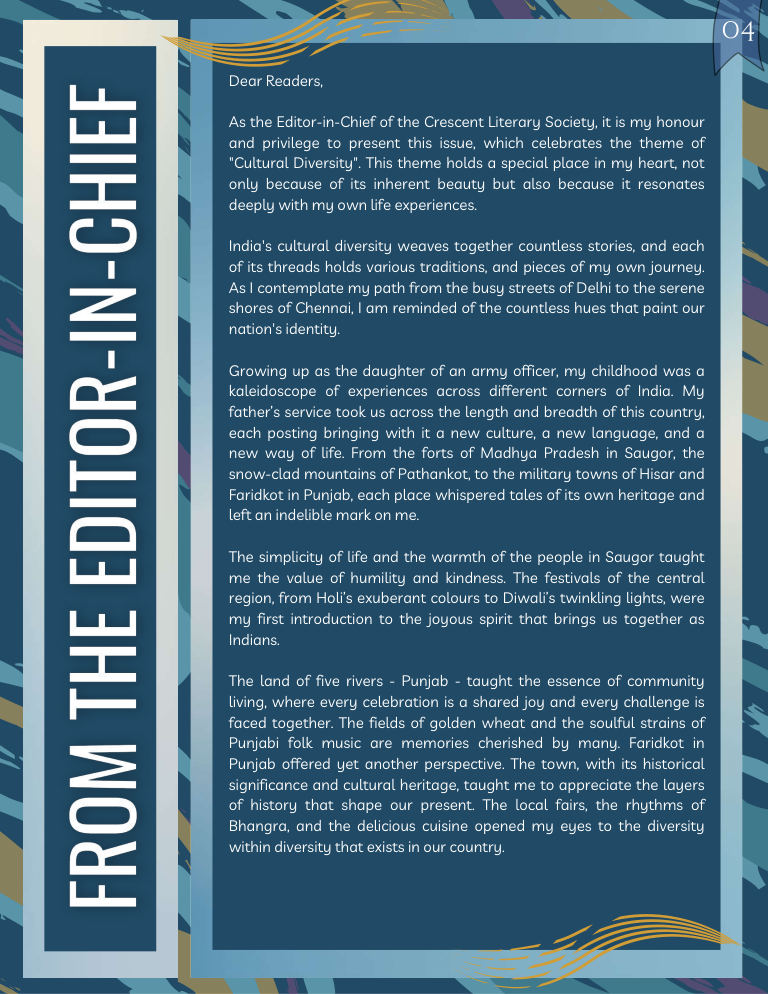 04
FROM THE EDITOR-IN-CHIEF
Dear Readers,
As the Editor-in-Chief of the Crescent Literary Society, it is my honour
and privilege to present this issue, which celebrates the theme of
"Cultural Diversity". This theme holds a special place in my heart, not
only because of its inherent beauty but also because it resonates
deeply with my own life experiences.
India's cultural diversity weaves together countless stories, and each
of its threads holds various traditions, and pieces of my own journey.
As I contemplate my path from the busy streets of Delhi to the serene
shores of Chennai, I am reminded of the countless hues that paint our
nation's identity.
Growing up as the daughter of an army officer, my childhood was a
kaleidoscope of experiences across different corners of India. My
father's service took us across the length and breadth of this country,
each posting bringing with it a new culture, a new language, and a
new way of life. From the forts of Madhya Pradesh in Saugor, the
snow-clad mountains of Pathankot, to the military towns of Hisar and
Faridkot in Punjab, each place whispered tales of its own heritage and
left an indelible mark on me.
The simplicity of life and the warmth of the people in Saugor taught
me the value of humility and kindness. The festivals of the central
region, from Holi's exuberant colours to Diwali's twinkling lights, were
my first introduction to the joyous spirit that brings us together as
Indians.
The land of five rivers - Punjab - taught the essence of community
living, where every celebration is a shared joy and every challenge is
faced together. The fields of golden wheat and the soulful strains of
Punjabi folk music are memories cherished by many. Faridkot in
Punjab offered yet another perspective. The town, with its historical
significance and cultural heritage, taught me to appreciate the layers
of history that shape our present. The local fairs, the rhythms of
Bhangra, and the delicious cuisine opened my eyes to the diversity
within diversity that exists in our country.